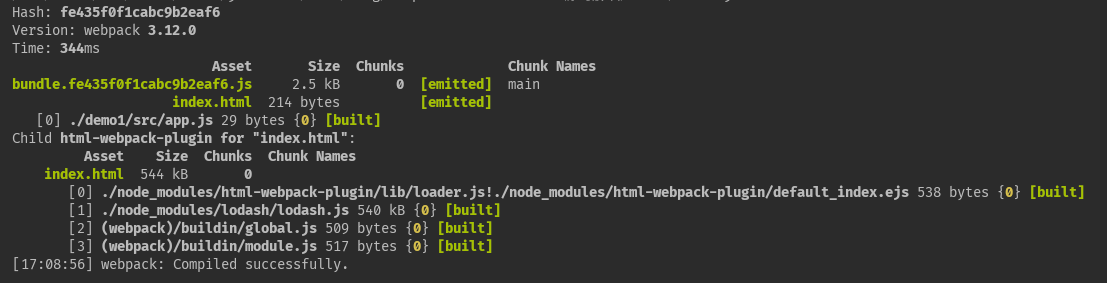 Hash: fe435f0f1cabc9b2eaf6
Version: webpack 3.12.0
Time: 344ms
Asset Size Chunks Chunk Names
bundle.fe435f0f1cabc9b2eaf6.js 2.5 kB 0 [emitted] main
index.html 214 bytes [emitted]
[0] ./demo1/src/app.js 29 bytes {0} [built]
Child html-webpack-plugin for "index.html":
Asset Size Chunks Chunk Names
index.html 544 kB 0
[0] ./node_modules/html-webpack-plugin/lib/loader.js!./node_modules/html-webpack-plugin/default_index.ejs 538 bytes {0} [built]
[1] ./node_modules/lodash/lodash.js 540 kB {0} [built]
[2] (webpack)/buildin/global.js 509 bytes {0} [built]
[3] (webpack)/buildin/module.js 517 bytes {0} [built]
[17:08:56] webpack: Compiled successfully.